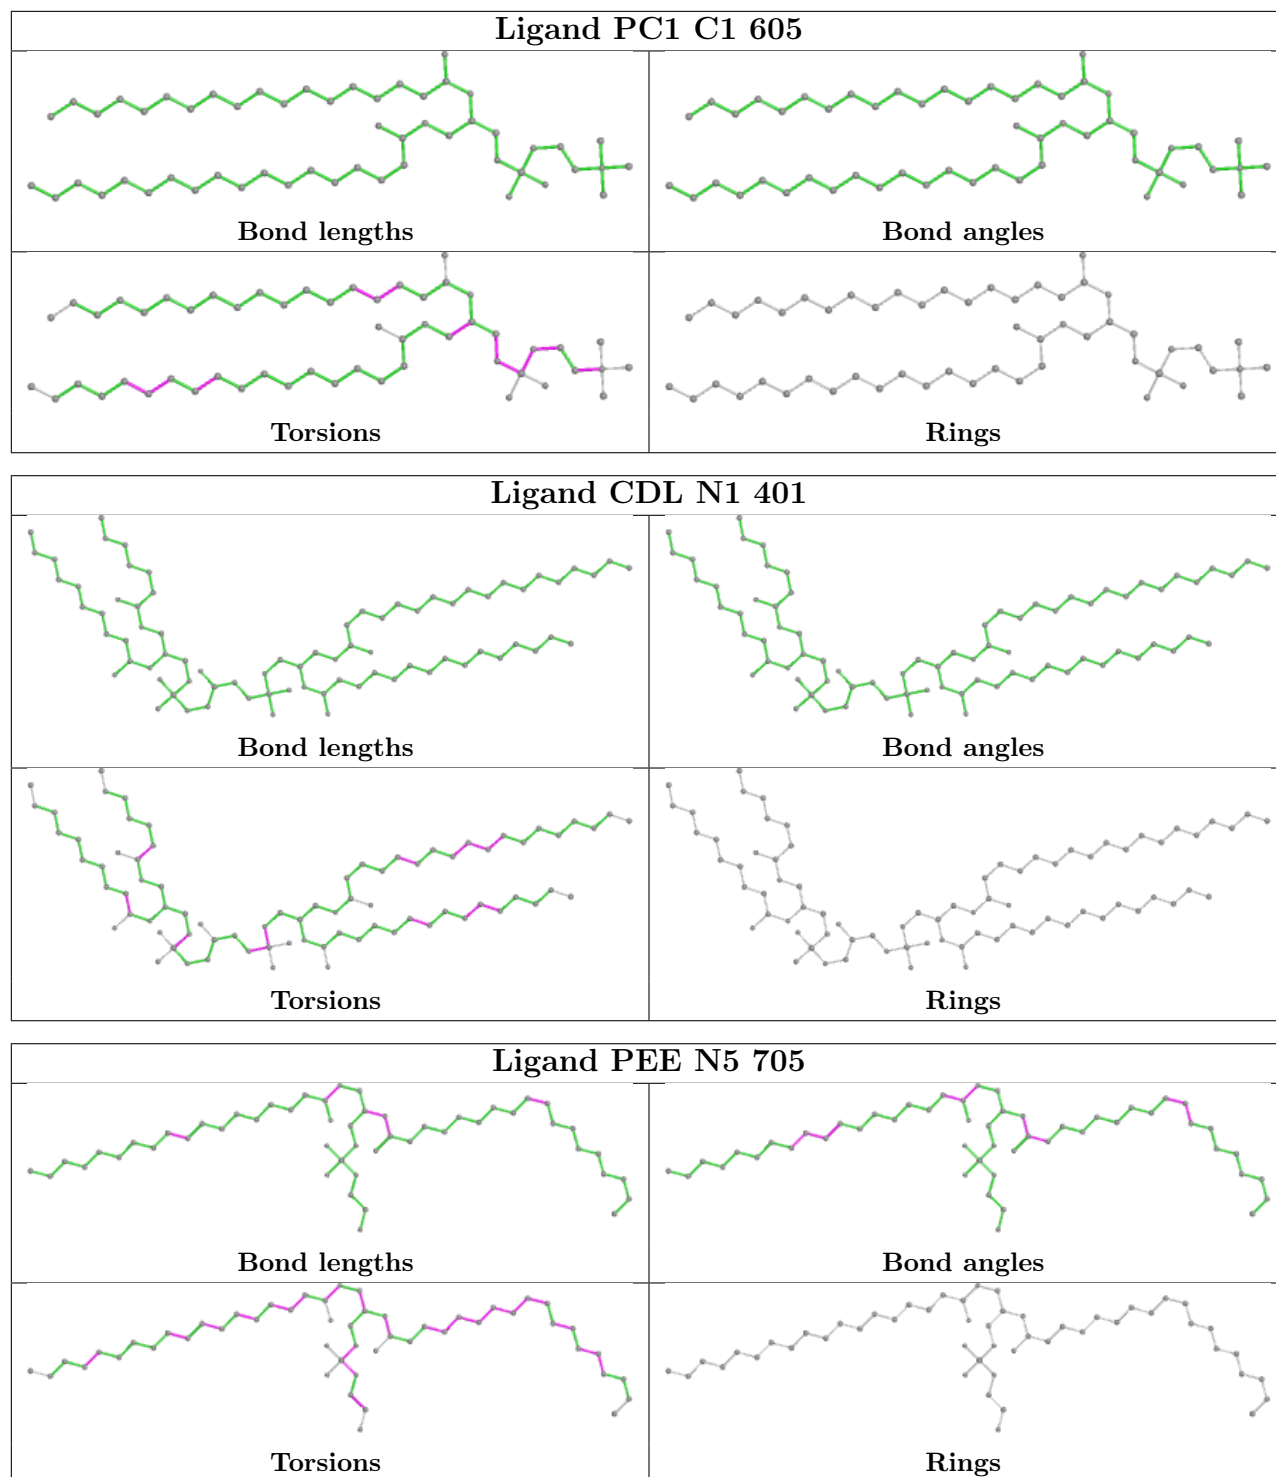 Ligand PC1 C1 605
Bond lengths
Bond angles
Torsions
Rings
Ligand CDL N1 401
Bond lengths
Bond angles
Torsions
Rings
Ligand PEE N5 705
Bond lengths
Bond angles
Torsions
Rings